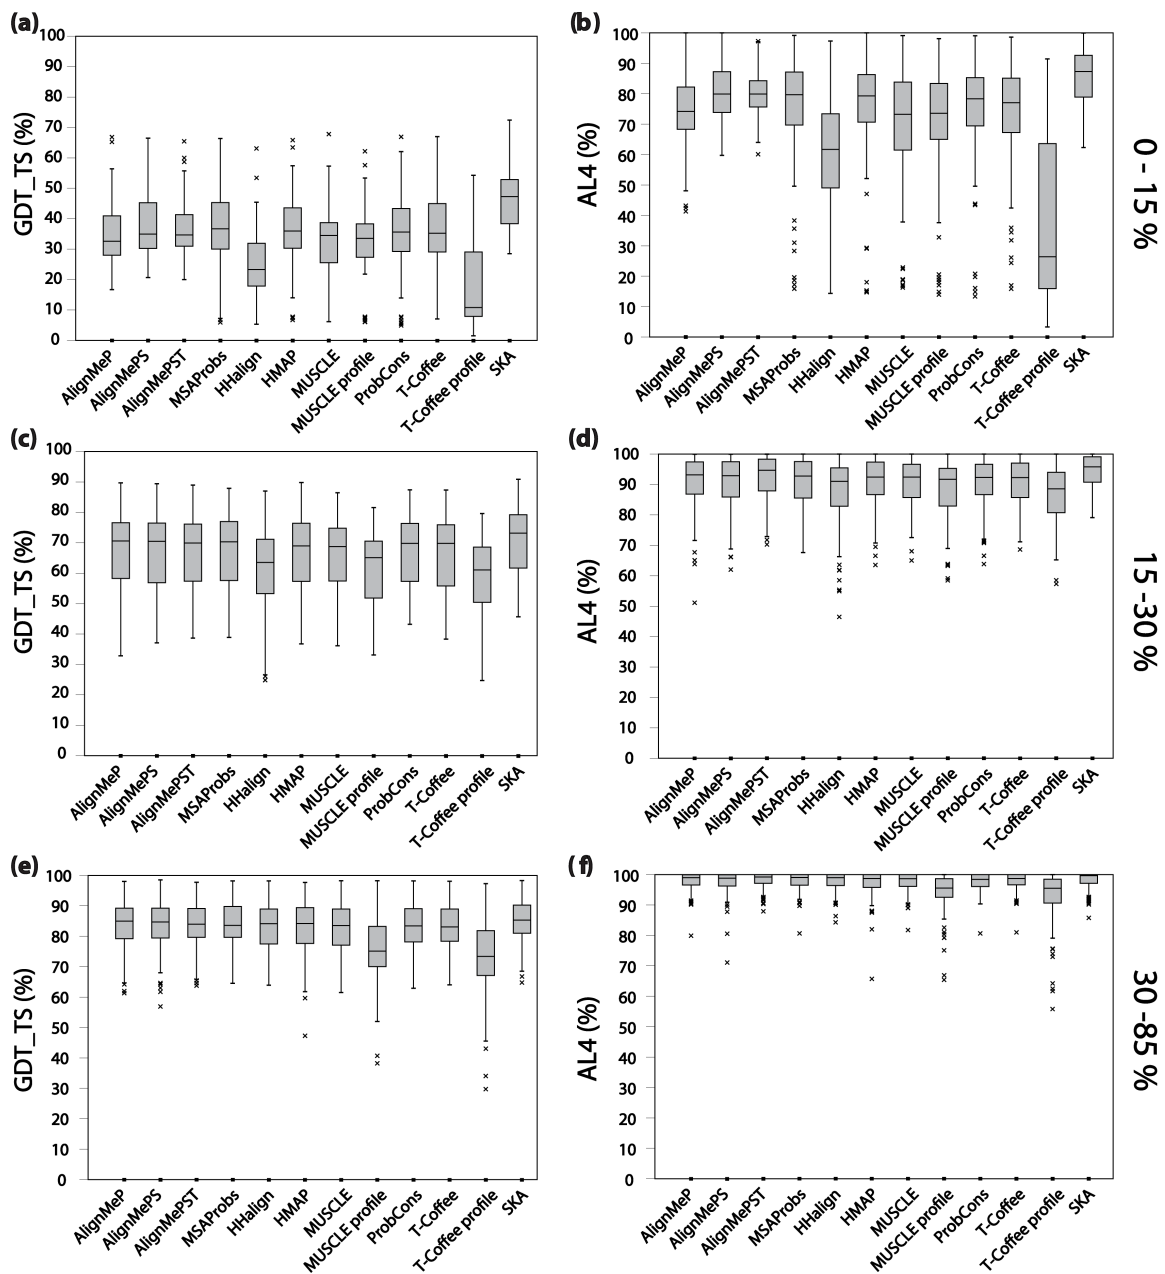 (a)
100
90
80
70
60
50
40
30
20
10
0
GDT_TS (%)
AlignMeP
AlignMePS
AlignMePST
MSAProbs
HHalign
HMAP
MUSCLE
MUSCLE profile
ProbCons
T-Coffee
T-Coffee profile
SKA
(b)
100
90
80
70
60
50
40
30
20
10
0
AL4 (%)
AlignMeP
AlignMePS
AlignMePST
MSAProbs
HHalign
HMAP
MUSCLE
MUSCLE profile
ProbCons
T-Coffee
T-Coffee profile
SKA
0 - 15 %
(c)
100
90
80
70
60
50
40
30
20
10
0
GDT_TS (%)
AlignMeP
AlignMePS
AlignMePST
MSAProbs
HHalign
HMAP
MUSCLE
MUSCLE profile
ProbCons
T-Coffee
T-Coffee profile
SKA
(d)
100
90
80
70
60
50
40
30
20
10
0
AL4 (%)
AlignMeP
AlignMePS
AlignMePST
MSAProbs
HHalign
HMAP
MUSCLE
MUSCLE profile
ProbCons
T-Coffee
T-Coffee profile
SKA
15 -30 %
(e)
100
90
80
70
60
50
40
30
20
10
0
GDT_TS (%)
AlignMeP
AlignMePS
AlignMePST
MSAProbs
HHalign
HMAP
MUSCLE
MUSCLE profile
ProbCons
T-Coffee
T-Coffee profile
SKA
(f)
100
90
80
70
60
50
40
30
20
10
0
AL4 (%)
AlignMeP
AlignMePS
AlignMePST
MSAProbs
HHalign
HMAP
MUSCLE
MUSCLE profile
ProbCons
T-Coffee
T-Coffee profile
SKA
30 -85 %